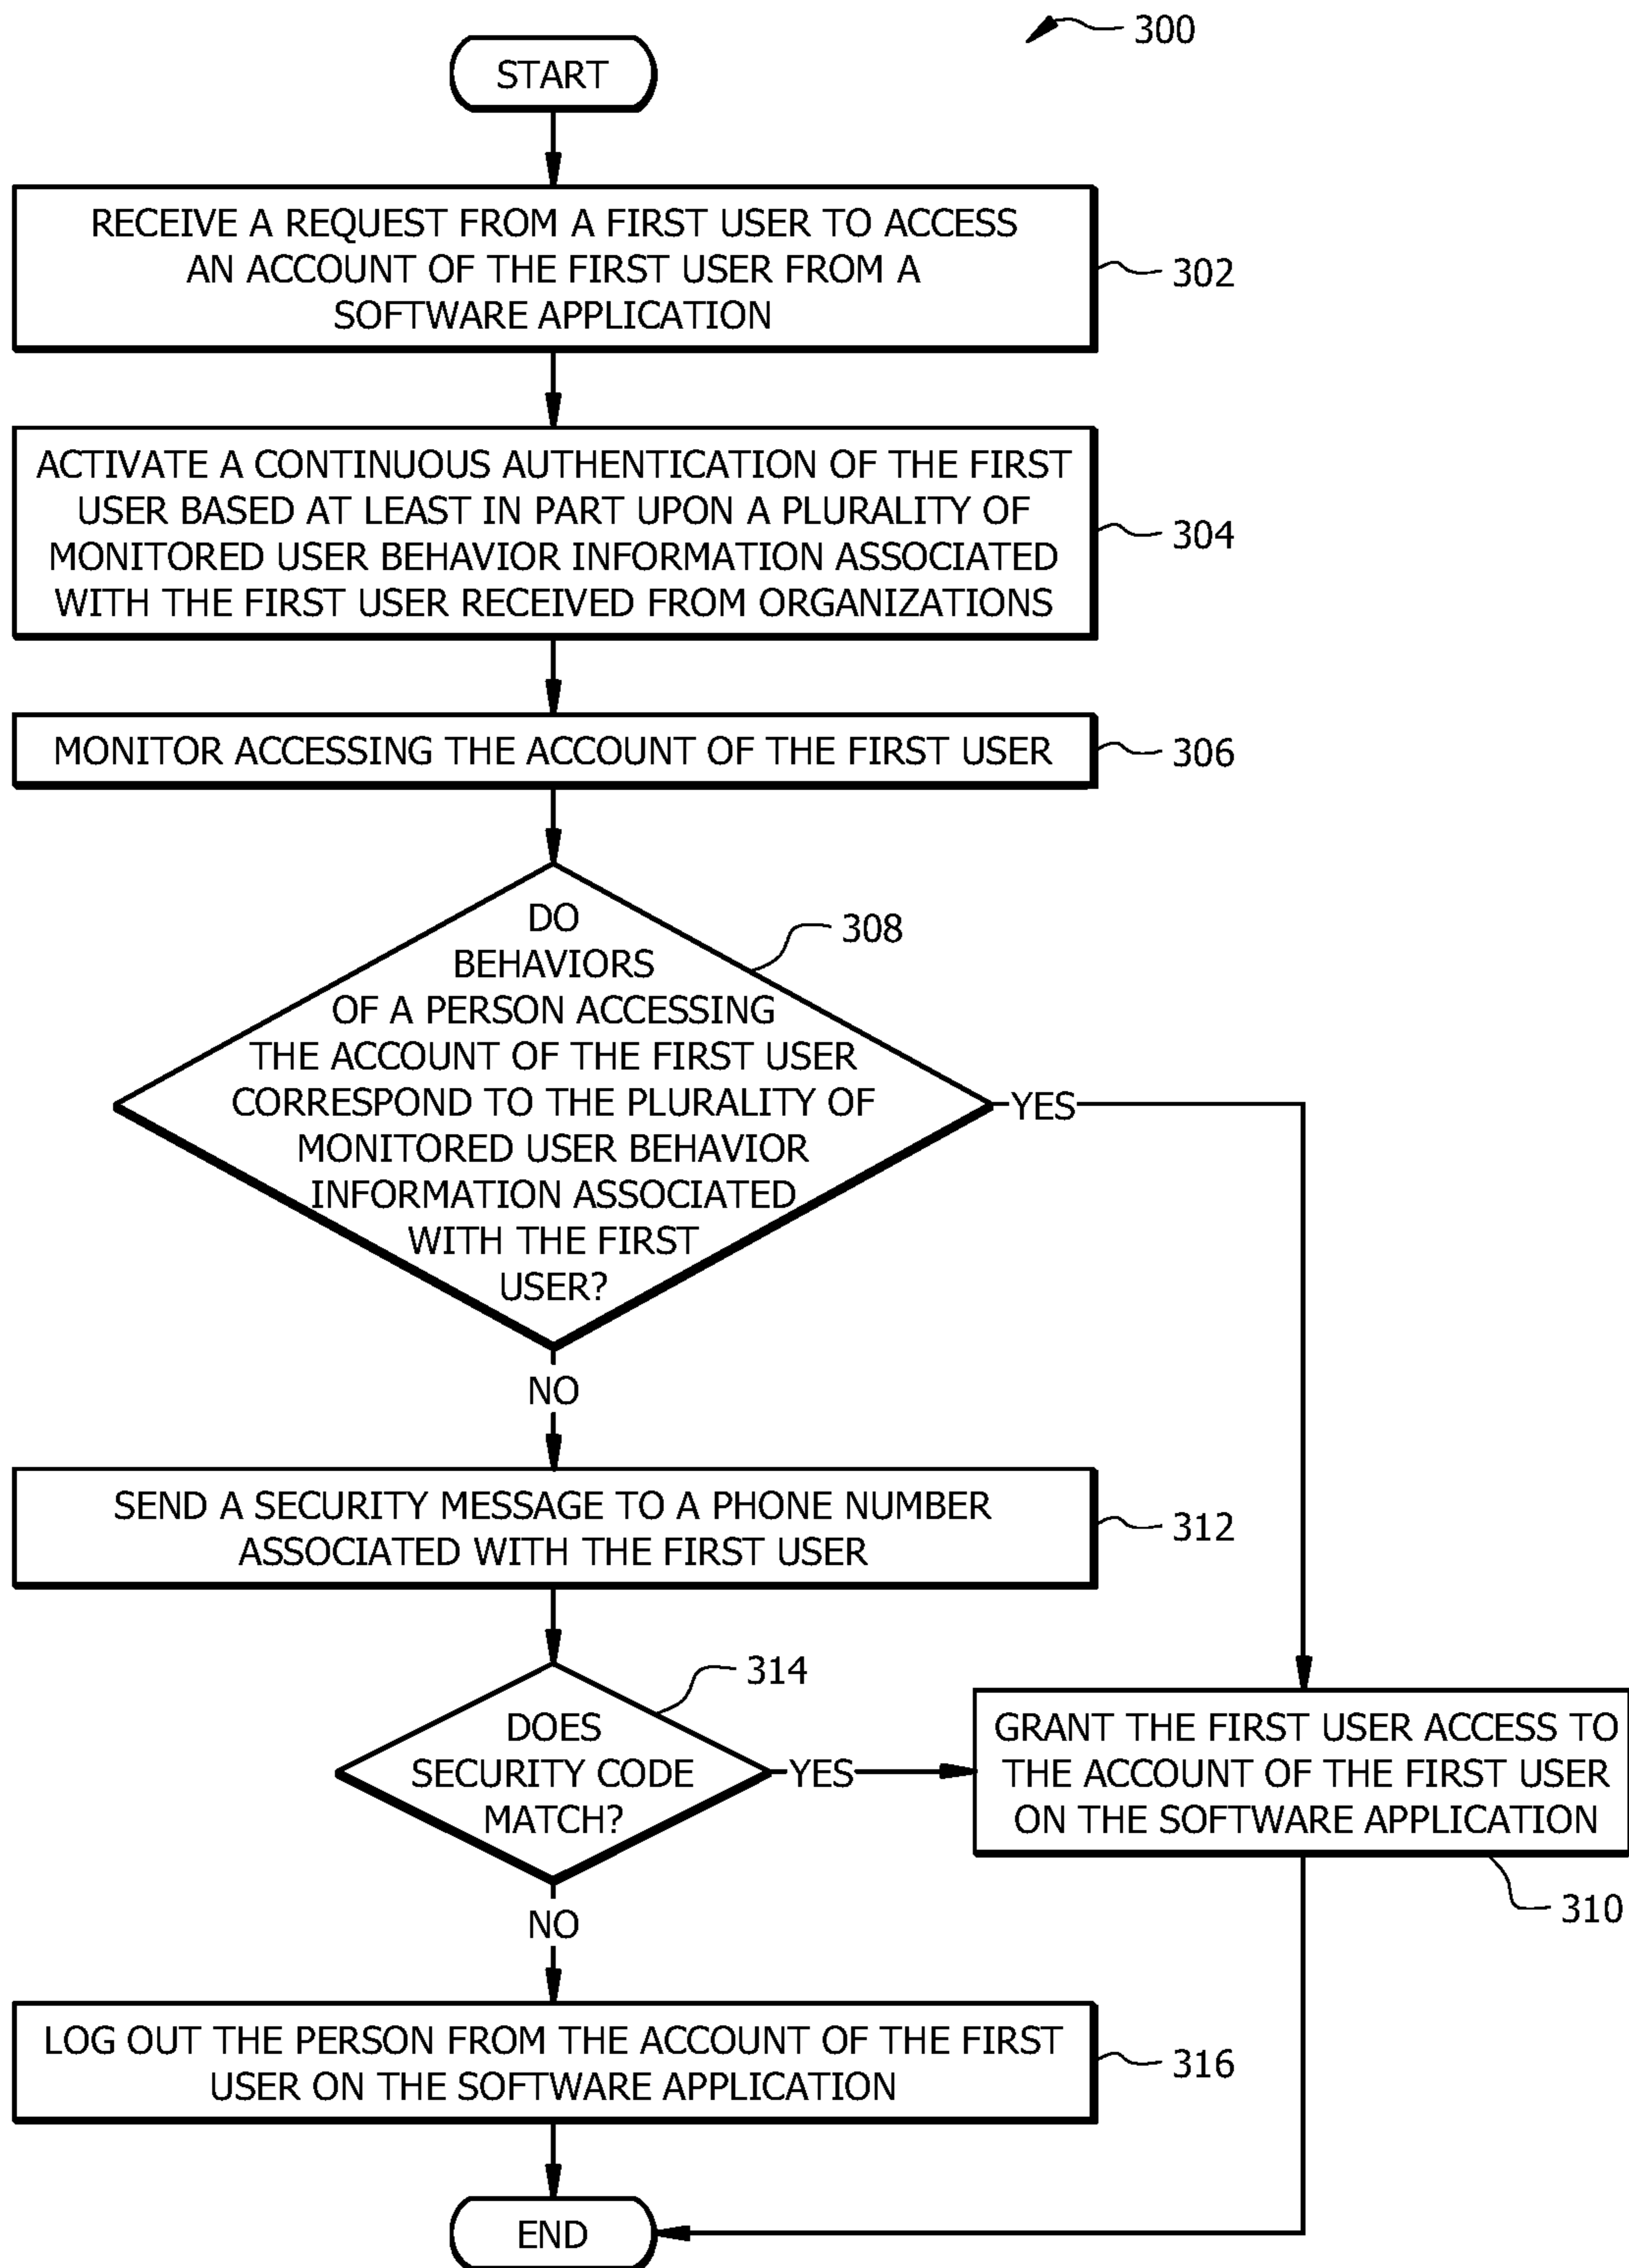 300
START
RECEIVE A REQUEST FROM A FIRST USER TO ACCESS
AN ACCOUNT OF THE FIRST USER FROM A
SOFTWARE APPLICATION
302
ACTIVATE A CONTINUOUS AUTHENTICATION OF THE FIRST
USER BASED AT LEAST IN PART UPON A PLURALITY OF
MONITORED USER BEHAVIOR INFORMATION ASSOCIATED
WITH THE FIRST USER RECEIVED FROM ORGANIZATIONS
304
MONITOR ACCESSING THE ACCOUNT OF THE FIRST USER
306
DO
BEHAVIORS
OF A PERSON ACCESSING
THE ACCOUNT OF THE FIRST USER
CORRESPOND TO THE PLURALITY OF
MONITORED USER BEHAVIOR
INFORMATION ASSOCIATED
WITH THE FIRST
USER?
308
YES
NO
SEND A SECURITY MESSAGE TO A PHONE NUMBER
ASSOCIATED WITH THE FIRST USER
312
DOES
SECURITY CODE
MATCH?
314
YES
GRANT THE FIRST USER ACCESS TO
THE ACCOUNT OF THE FIRST USER
ON THE SOFTWARE APPLICATION
310
NO
LOG OUT THE PERSON FROM THE ACCOUNT OF THE FIRST
USER ON THE SOFTWARE APPLICATION
316
END